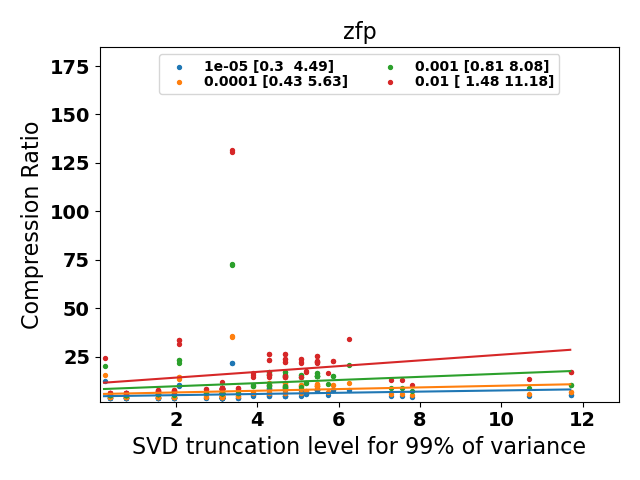 zfp
1e-05 [0.3  4.49]
0.0001 [0.43 5.63]
0.001 [0.81 8.08]
0.01 [ 1.48 11.18]
Compression Ratio
175
150
125
100
75
50
25
2 4 6 8 10 12
SVD truncation level for 99% of variance